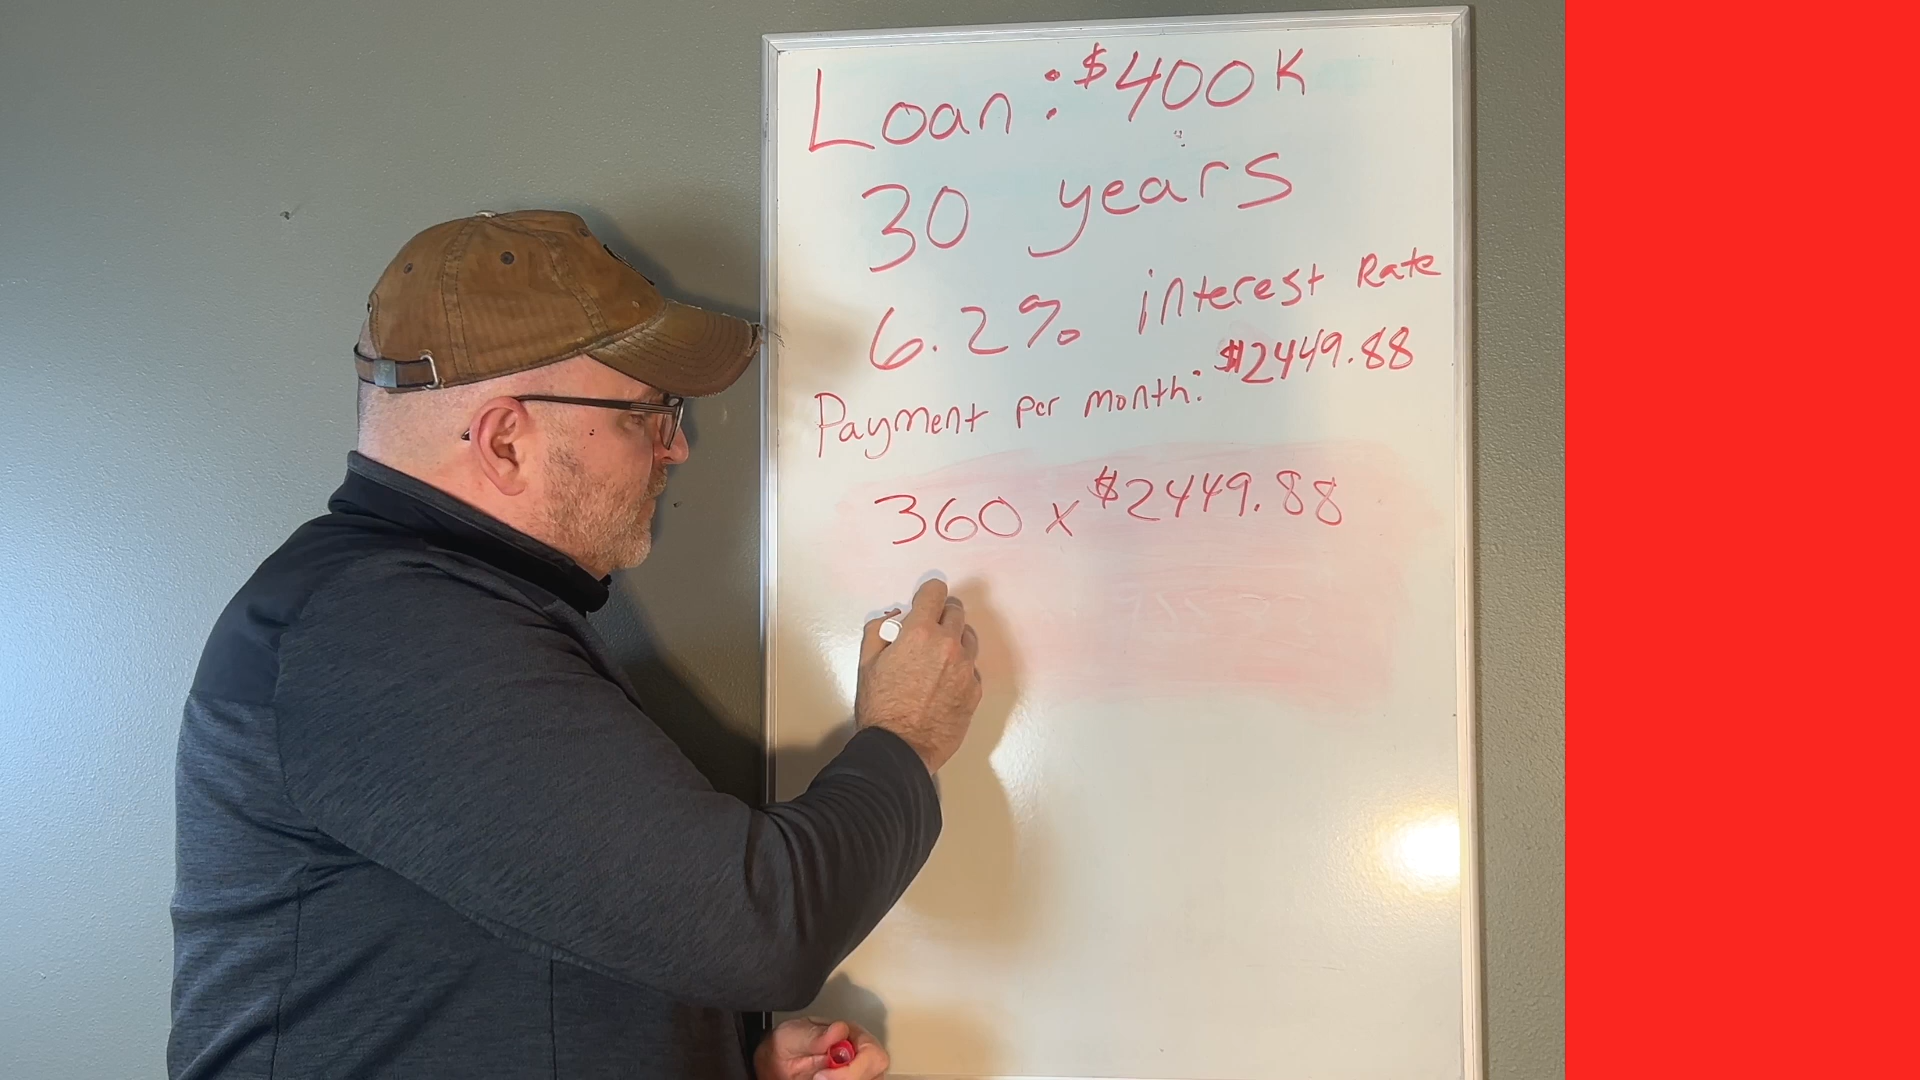 Loan: $400K
30 years
6.2% interest Rate
Payment per month: $2449.88
360 x $2449.88